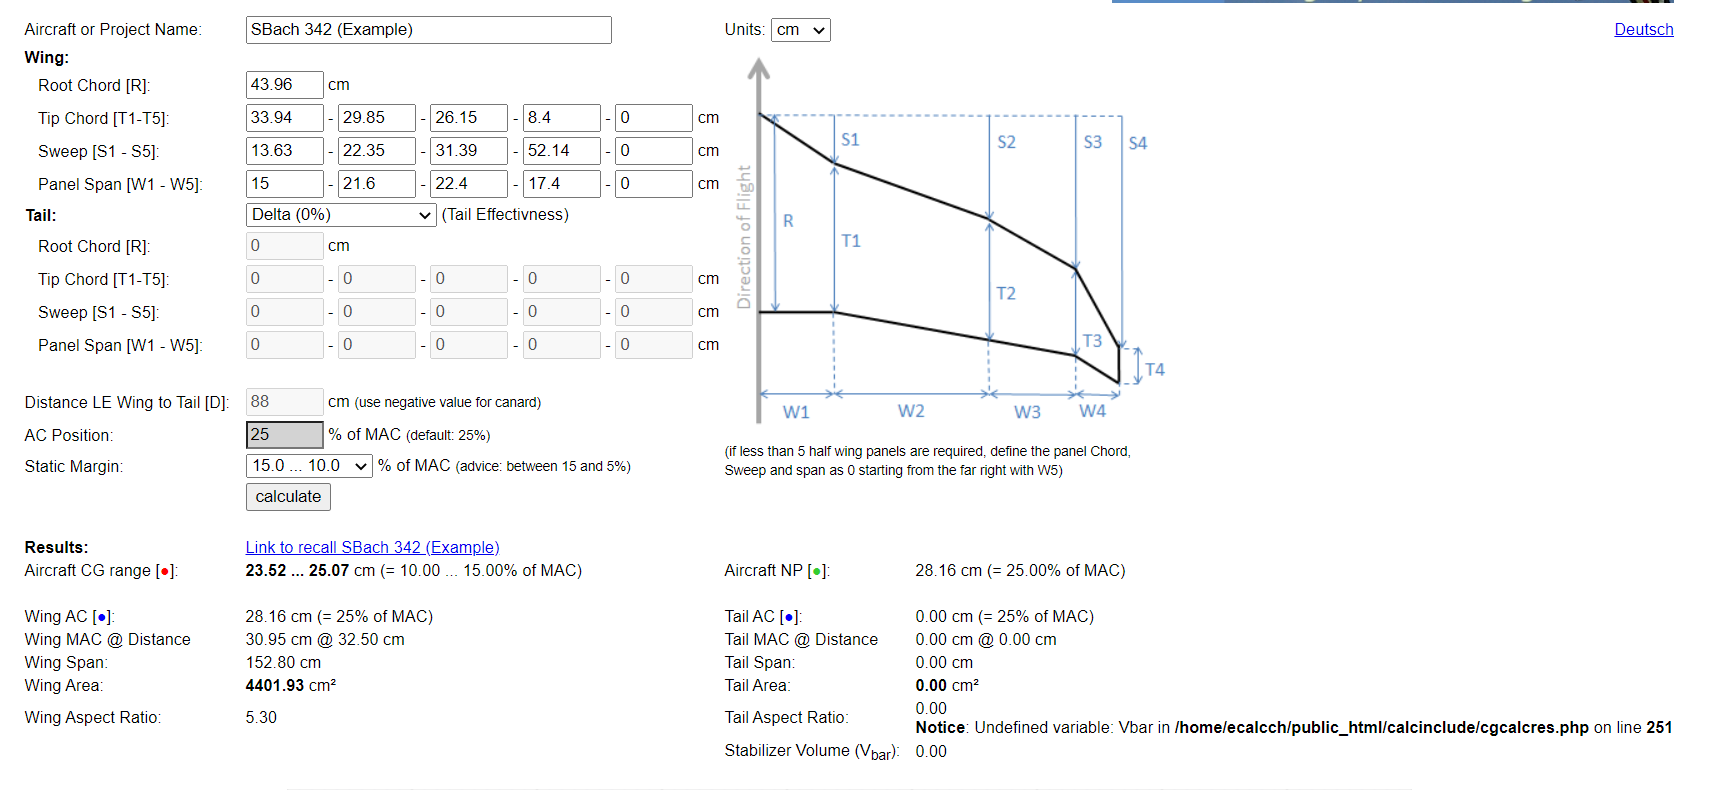 Aircraft or Project Name: SBach 342 (Example) Units: cm Deutsch
Wing:
Root Chord [R]: 43.96 cm
Tip Chord [T1-T5]: 33.94 - 29.85 - 26.15 - 8.4 - 0 cm
Sweep [S1 - S5]: 13.63 - 22.35 - 31.39 - 52.14 - 0 cm
Panel Span [W1 - W5]: 15 - 21.6 - 22.4 - 17.4 - 0 cm
Tail: Delta (0%) (Tail Effectivness)
Root Chord [R]: 0 cm
Tip Chord [T1-T5]: 0 - 0 - 0 - 0 - 0 cm
Sweep [S1 - S5]: 0 - 0 - 0 - 0 - 0 cm
Panel Span [W1 - W5]: 0 - 0 - 0 - 0 - 0 cm
Distance LE Wing to Tail [D]: 88 cm (use negative value for canard)
AC Position: 25 % of MAC (default: 25%)
Static Margin: 15.0 ... 10.0 % of MAC (advice: between 15 and 5%)
calculate
Direction of Flight
S1
S2
S3
S4
R
T1
T2
T3
T4
W1
W2
W3
W4
(if less than 5 half wing panels are required, define the panel Chord,
Sweep and span as 0 starting from the far right with W5)
Results: Link to recall SBach 342 (Example)
Aircraft CG range [●]: 23.52 ... 25.07 cm (= 10.00 ... 15.00% of MAC) Aircraft NP [●]: 28.16 cm (= 25.00% of MAC)
Wing AC [●]: 28.16 cm (= 25% of MAC) Tail AC [●]: 0.00 cm (= 25% of MAC)
Wing MAC @ Distance 30.95 cm @ 32.50 cm Tail MAC @ Distance 0.00 cm @ 0.00 cm
Wing Span: 152.80 cm Tail Span: 0.00 cm
Wing Area: 4401.93 cm² Tail Area: 0.00 cm²
Wing Aspect Ratio: 5.30 Tail Aspect Ratio: 0.00
Notice: Undefined variable: Vbar in /home/ecalcch/public_html/calcinclude/cgcalcres.php on line 251
Stabilizer Volume (Vbar): 0.00